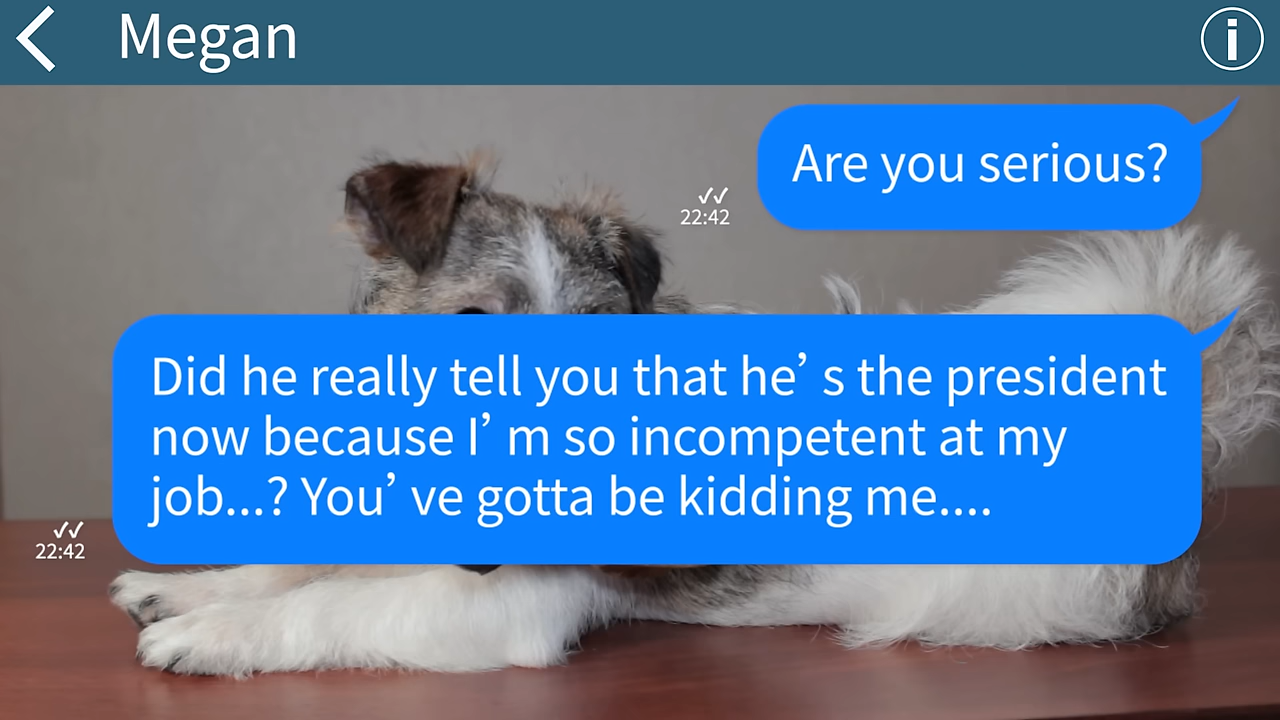 Megan
Are you serious?
22:42
Did he really tell you that he’s the president
now because I’m so incompetent at my
job...? You’ve gotta be kidding me....
22:42